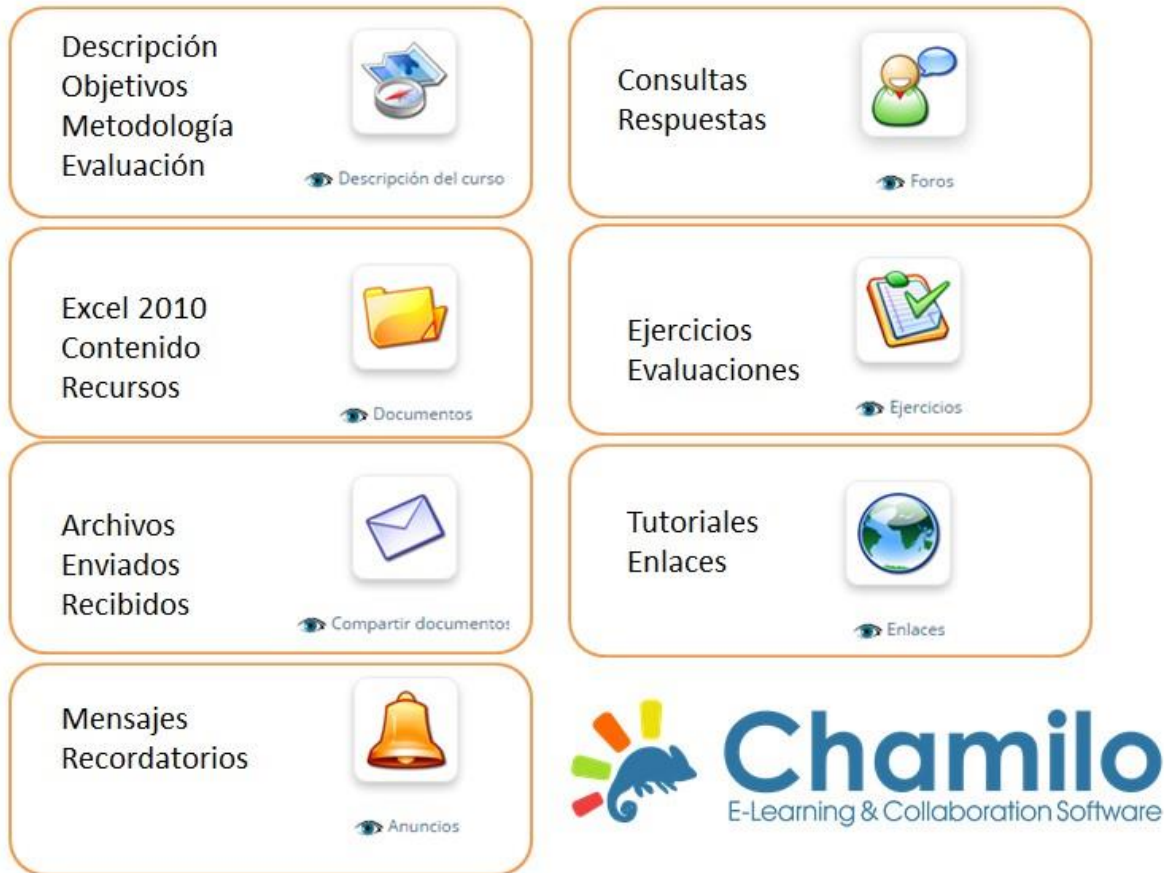 Descripción
Objetivos
Metodología
Evaluación
Descripción del curso
Consultas
Respuestas
Foros
Excel 2010
Contenido
Recursos
Documentos
Ejercicios
Evaluaciones
Ejercicios
Archivos
Enviados
Recibidos
Compartir documentos
Tutoriales
Enlaces
Enlaces
Mensajes
Recordatorios
Anuncios
Chamilo
E-Learning & Collaboration Software